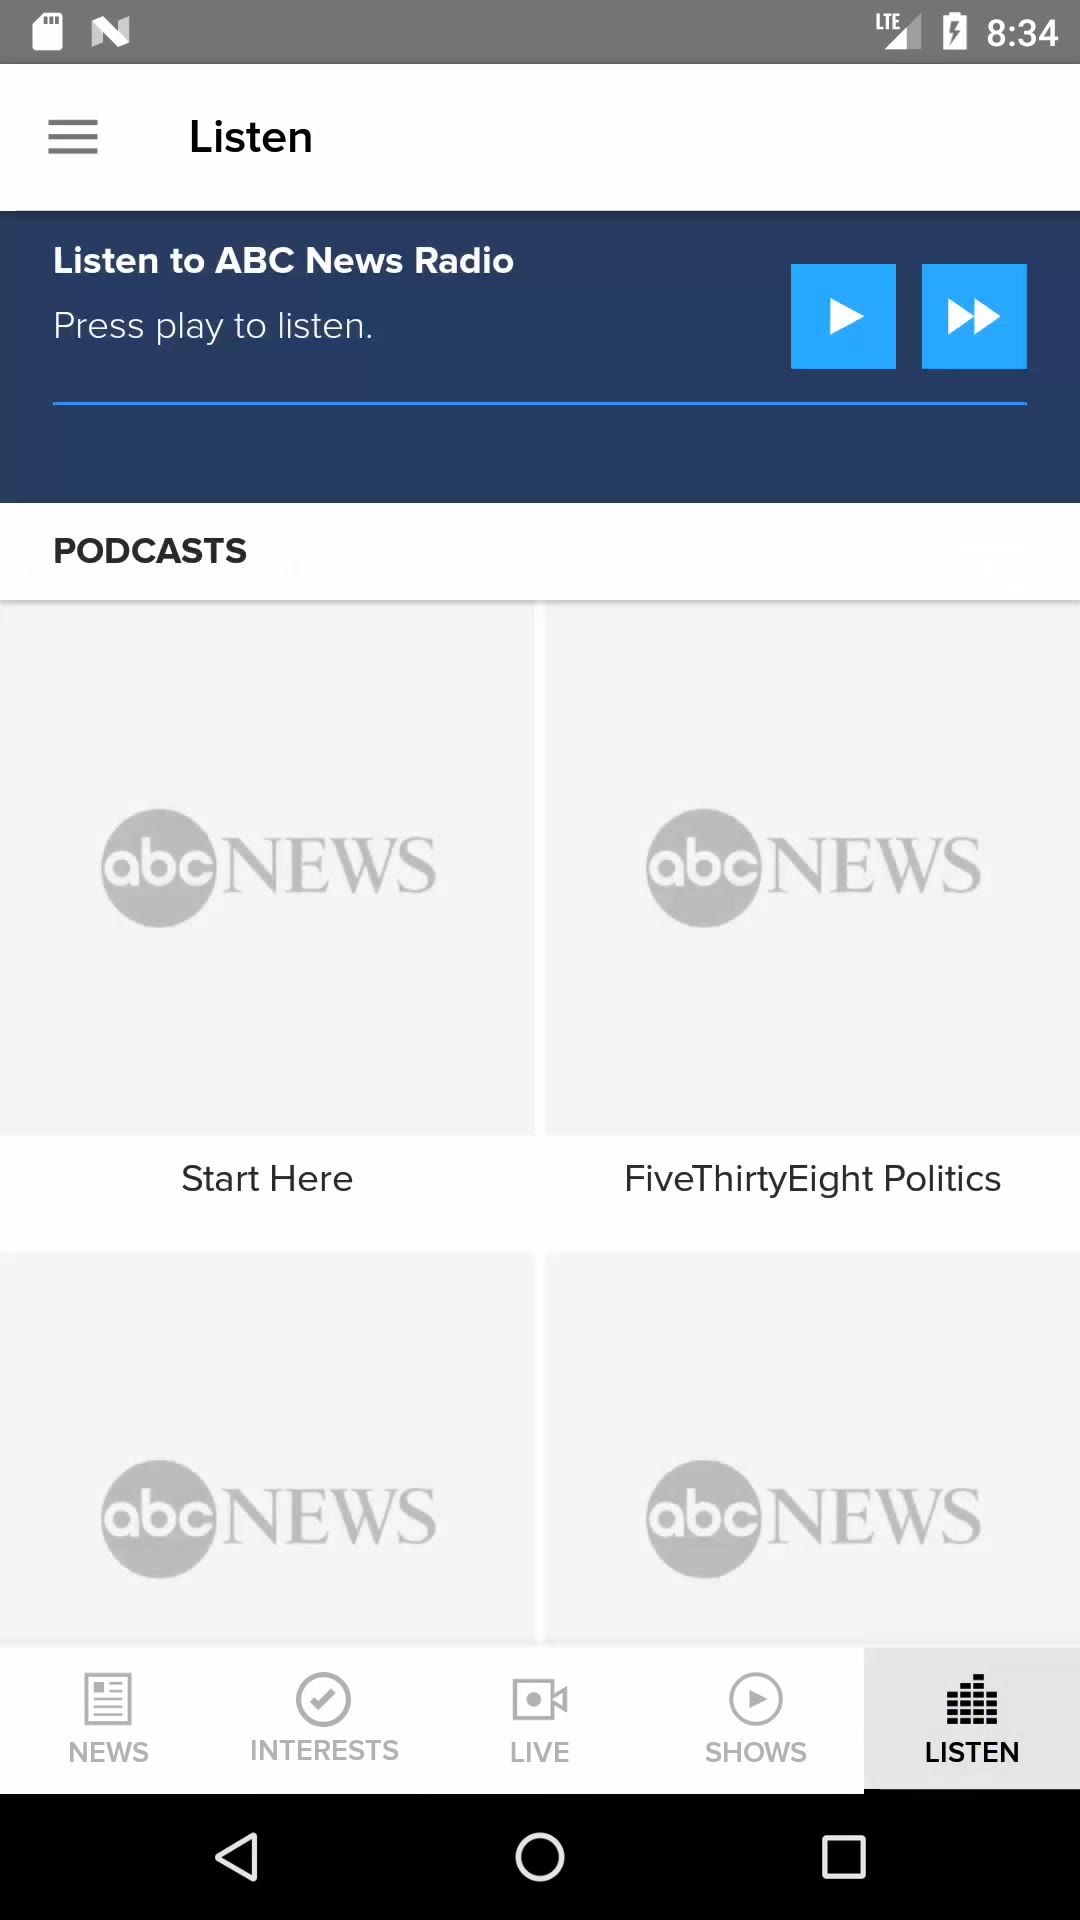 LTE 8:34
Listen
Listen to ABC News Radio
Press play to listen.
PODCASTS
abc NEWS abc NEWS
Start Here FiveThirtyEight Politics
abc NEWS abc NEWS
NEWS INTERESTS LIVE SHOWS LISTEN